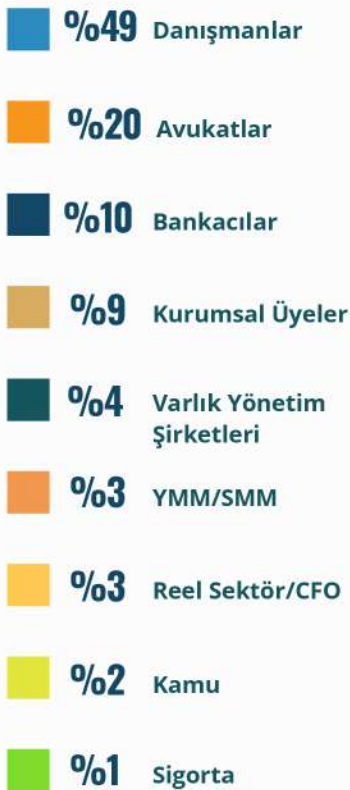 %49 Danışmanlar
%20 Avukatlar
%10 Bankacılar
%9 Kurumsal Üyeler
%4 Varlık Yönetim
Şirketleri
%3 YMM/SMM
%3 Reel Sektör/CFO
%2 Kamu
%1 Sigorta